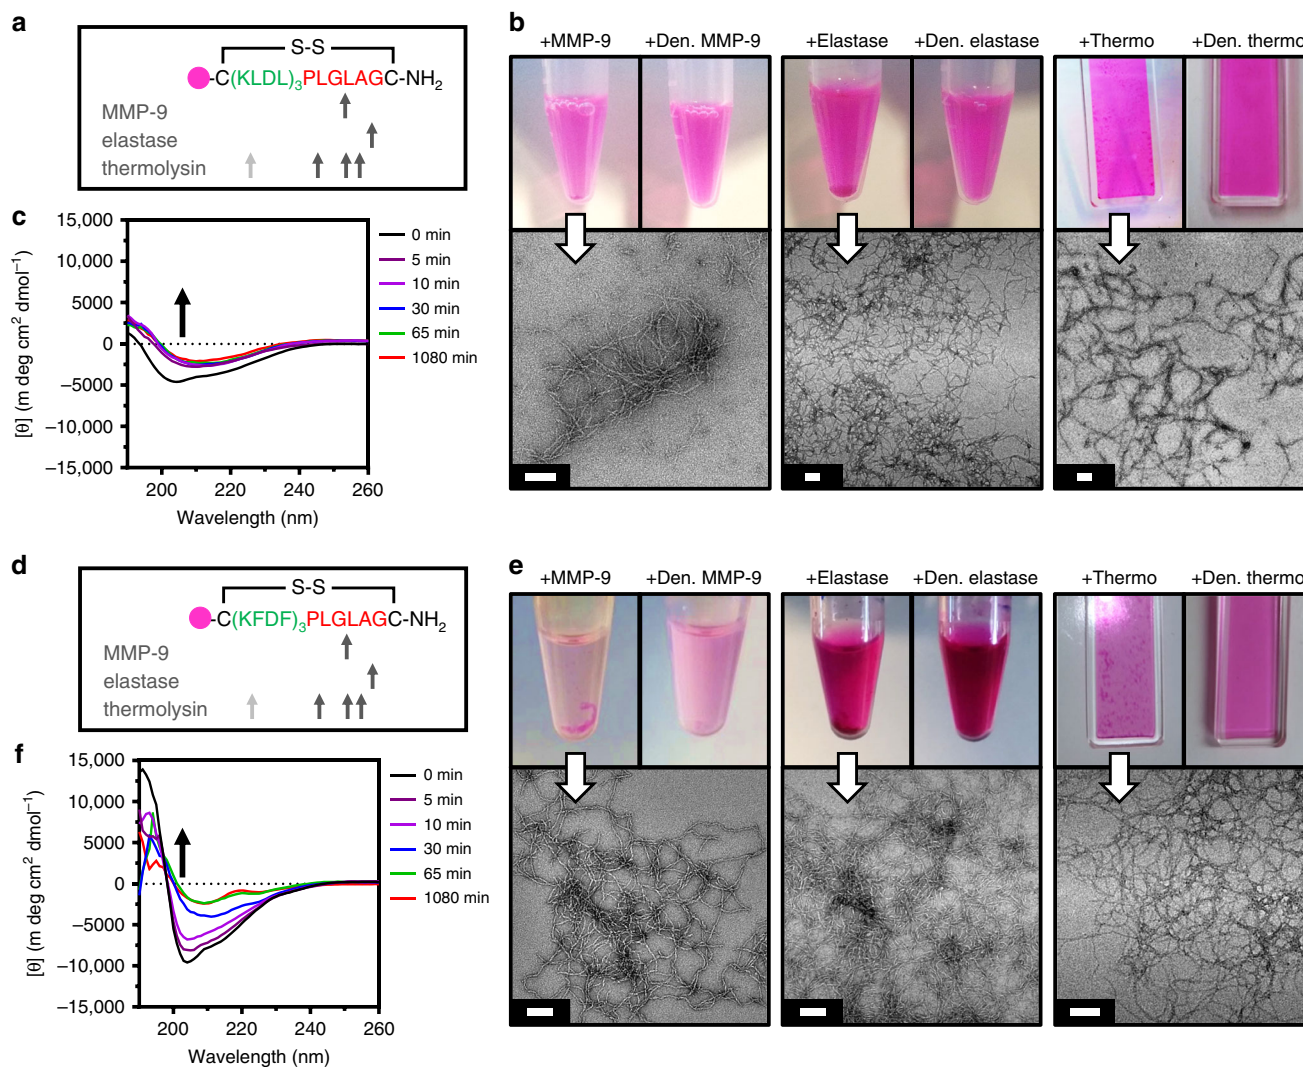 a
S-S
-C(KLDL)₃PLGLAGC-NH₂
MMP-9
elastase
thermolysin
b
+MMP-9 +Den. MMP-9 +Elastase +Den. elastase +Thermo +Den. thermo
c
15,000
10,000
5000
0
−5000
−10,000
−15,000
[θ] (m deg cm² dmol⁻¹)
200 220 240 260
Wavelength (nm)
0 min
5 min
10 min
30 min
65 min
1080 min
d
S-S
-C(KFDF)₃PLGLAGC-NH₂
MMP-9
elastase
thermolysin
e
+MMP-9 +Den. MMP-9 +Elastase +Den. elastase +Thermo +Den. thermo
f
15,000
10,000
5000
0
−5000
−10,000
−15,000
[θ] (m deg cm² dmol⁻¹)
200 220 240 260
Wavelength (nm)
0 min
5 min
10 min
30 min
65 min
1080 min